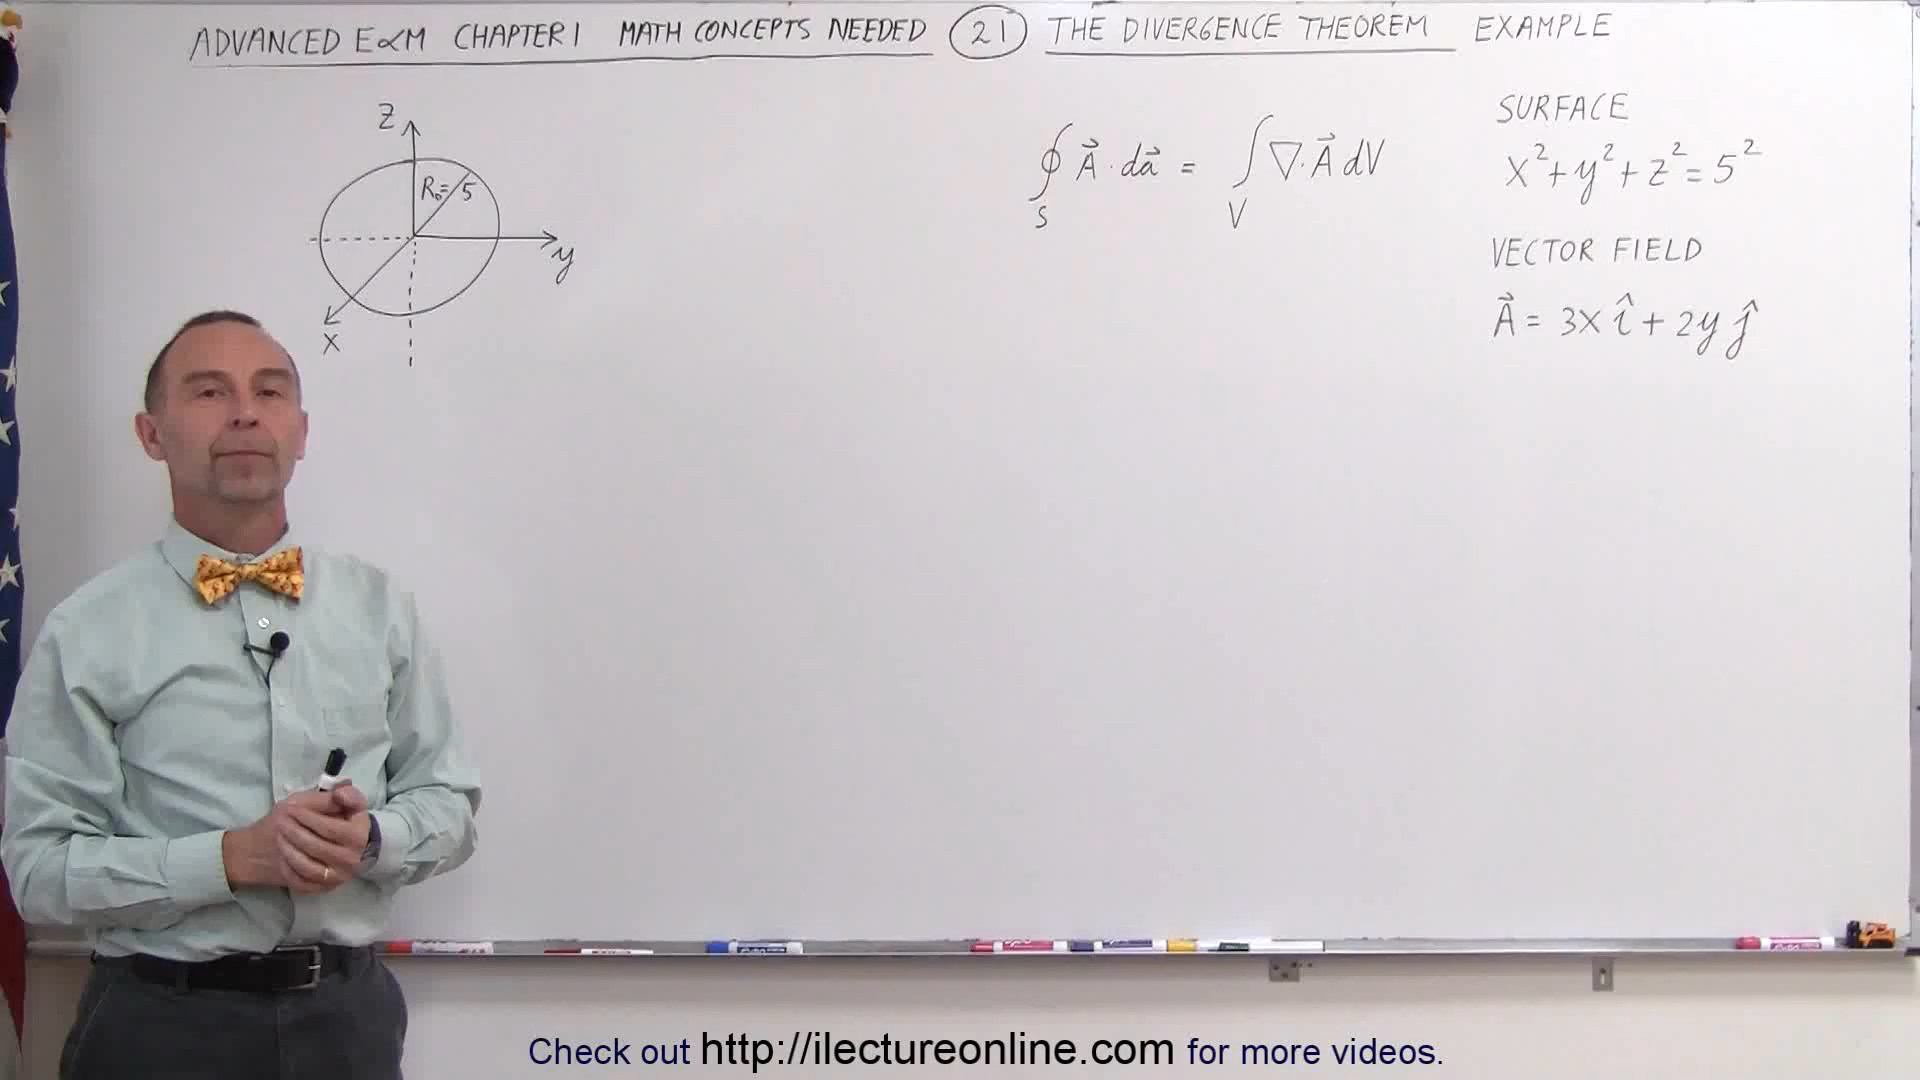 ADVANCED E∝M CHAPTER 1 MATH CONCEPTS NEEDED 21 THE DIVERGENCE THEOREM EXAMPLE
Z
R₀=5
y
X
∮ₛ A⃗ · da⃗ = ∫ᵥ ∇ · A⃗ dV
SURFACE
X² + y² + z² = 5²
VECTOR FIELD
A⃗ = 3X î + 2y ĵ
Check out http://ilectureonline.com for more videos.